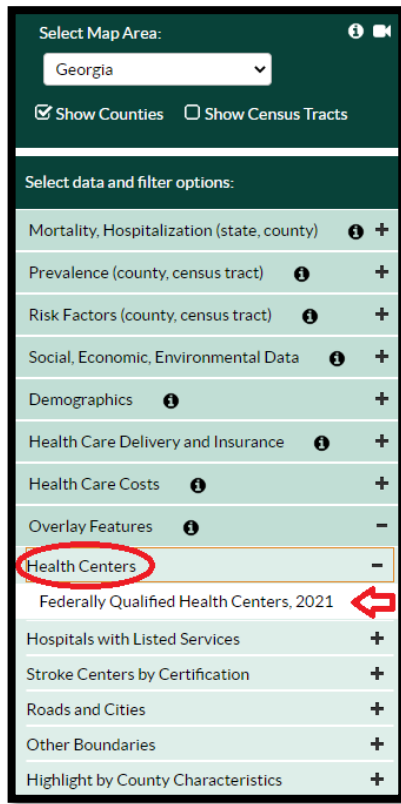 Select Map Area:
Georgia
Show Counties Show Census Tracts
Select data and filter options:
Mortality, Hospitalization (state, county)
Prevalence (county, census tract)
Risk Factors (county, census tract)
Social, Economic, Environmental Data
Demographics
Health Care Delivery and Insurance
Health Care Costs
Overlay Features
Health Centers
Federally Qualified Health Centers, 2021
Hospitals with Listed Services
Stroke Centers by Certification
Roads and Cities
Other Boundaries
Highlight by County Characteristics